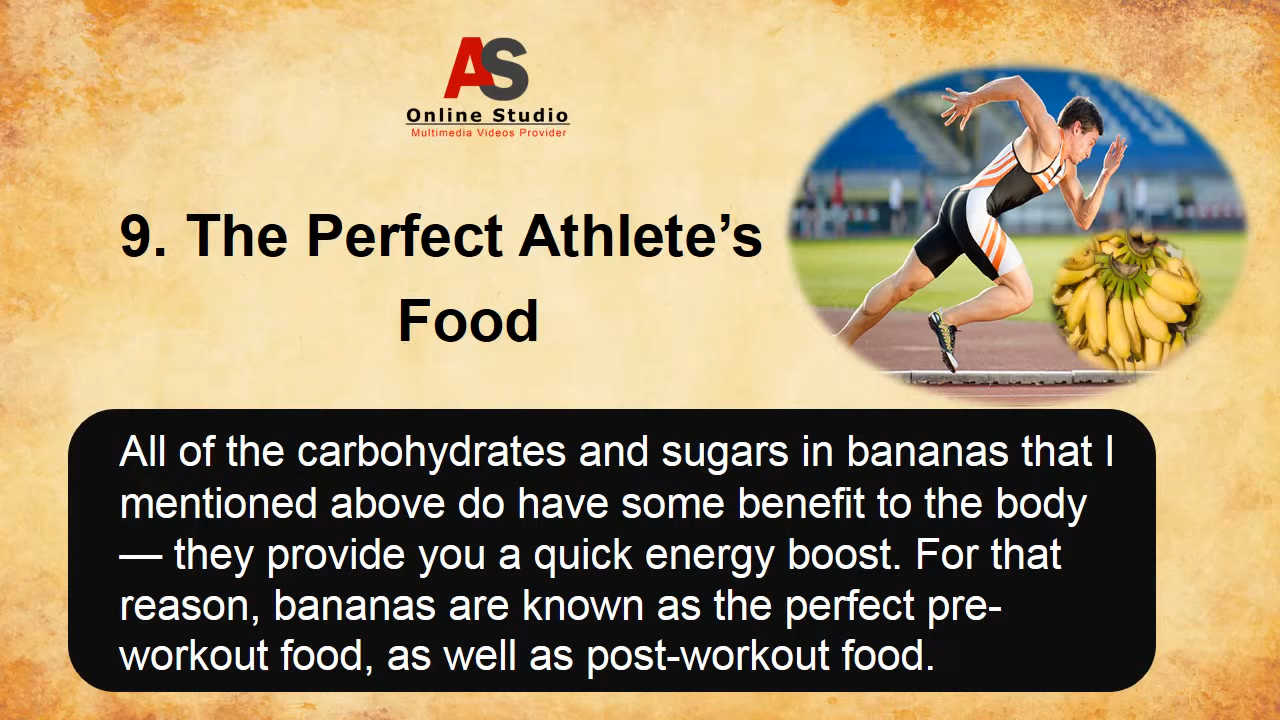 AS
Online Studio
Multimedia Videos Provider
9. The Perfect Athlete’s
Food
All of the carbohydrates and sugars in bananas that I
mentioned above do have some benefit to the body
— they provide you a quick energy boost. For that
reason, bananas are known as the perfect pre-
workout food, as well as post-workout food.